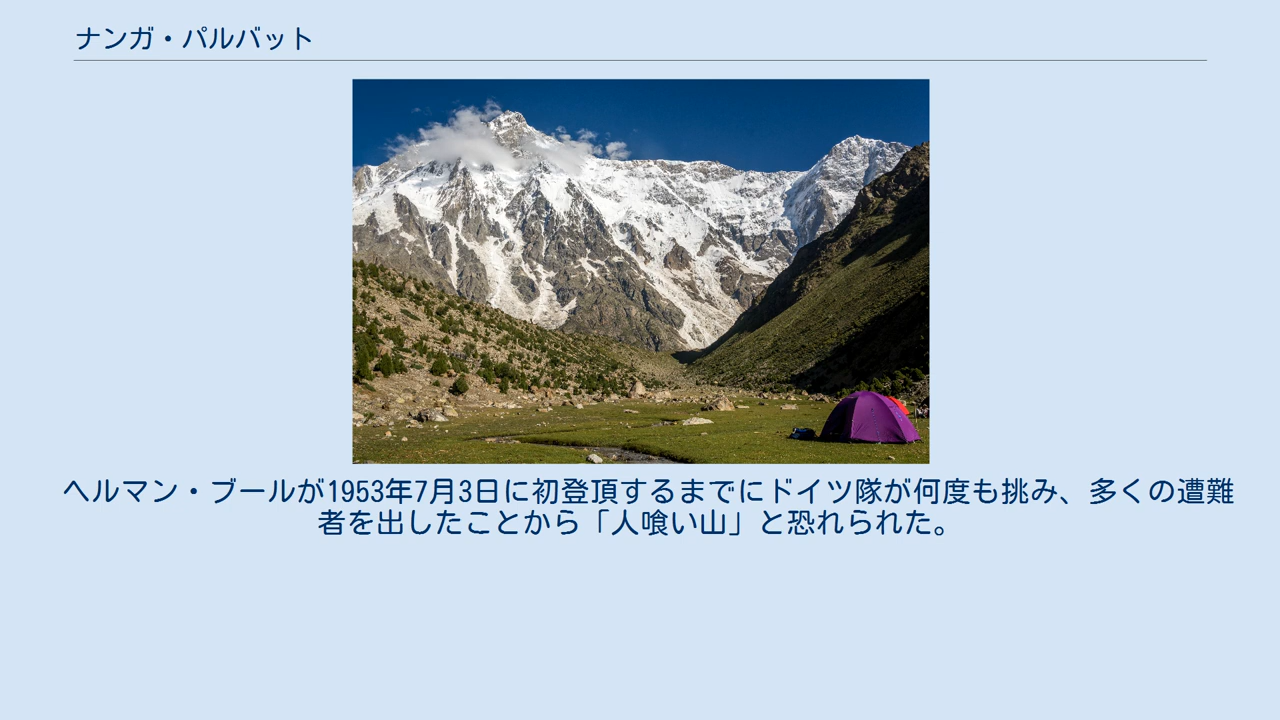 ナンガ・パルバット
ヘルマン・ブールが1953年7月3日に初登頂するまでにドイツ隊が何度も挑み、多くの遭難
者を出したことから「人喰い山」と恐れられた。